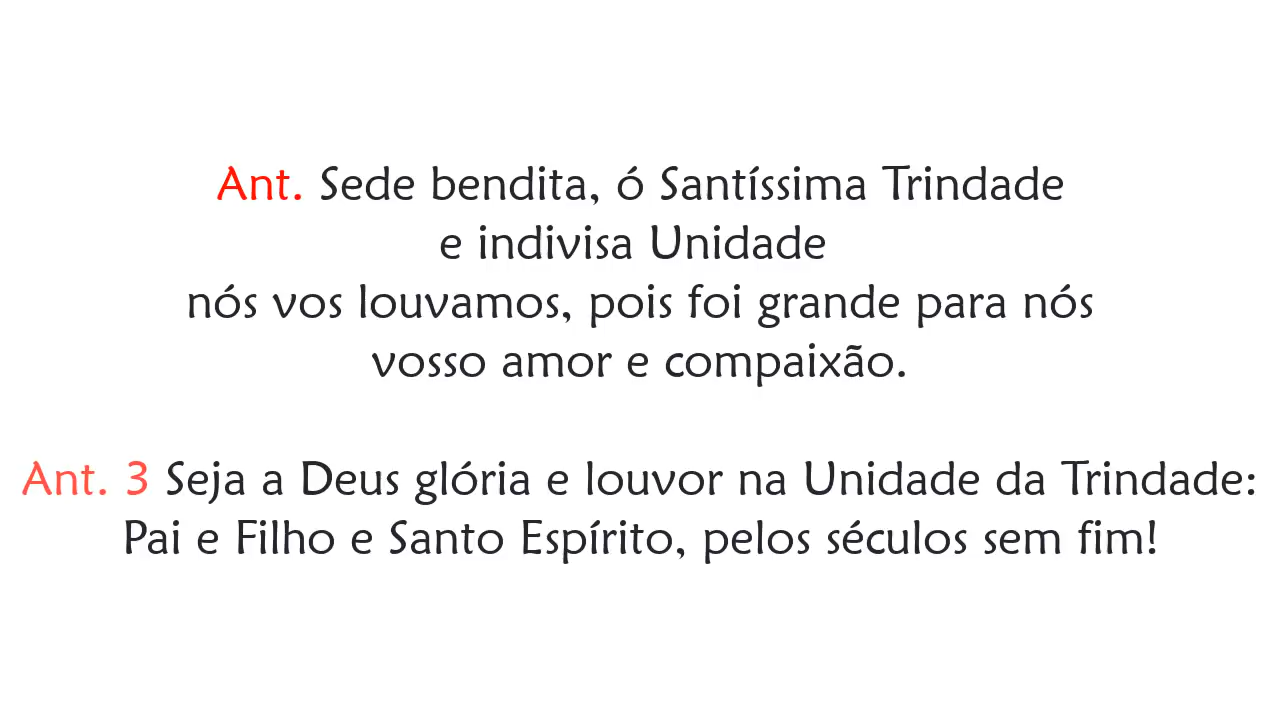 Ant. Sede bendita, ó Santíssima Trindade
e indivisa Unidade
nós vos louvamos, pois foi grande para nós
vosso amor e compaixão.
Ant. 3 Seja a Deus glória e louvor na Unidade da Trindade:
Pai e Filho e Santo Espírito, pelos séculos sem fim!